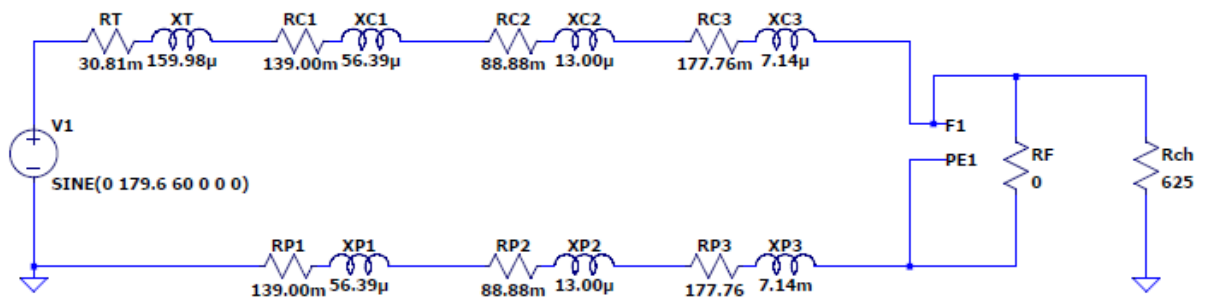 RT XT RC1 XC1 RC2 XC2 RC3 XC3
30.81m 159.98µ 139.00m 56.39µ 88.88m 13.00µ 177.76m 7.14µ
V1
F1
PE1
RF
0
Rch
625
SINE(0 179.6 60 0 0 0)
RP1 XP1 RP2 XP2 RP3 XP3
139.00m 56.39µ 88.88m 13.00µ 177.76 7.14m